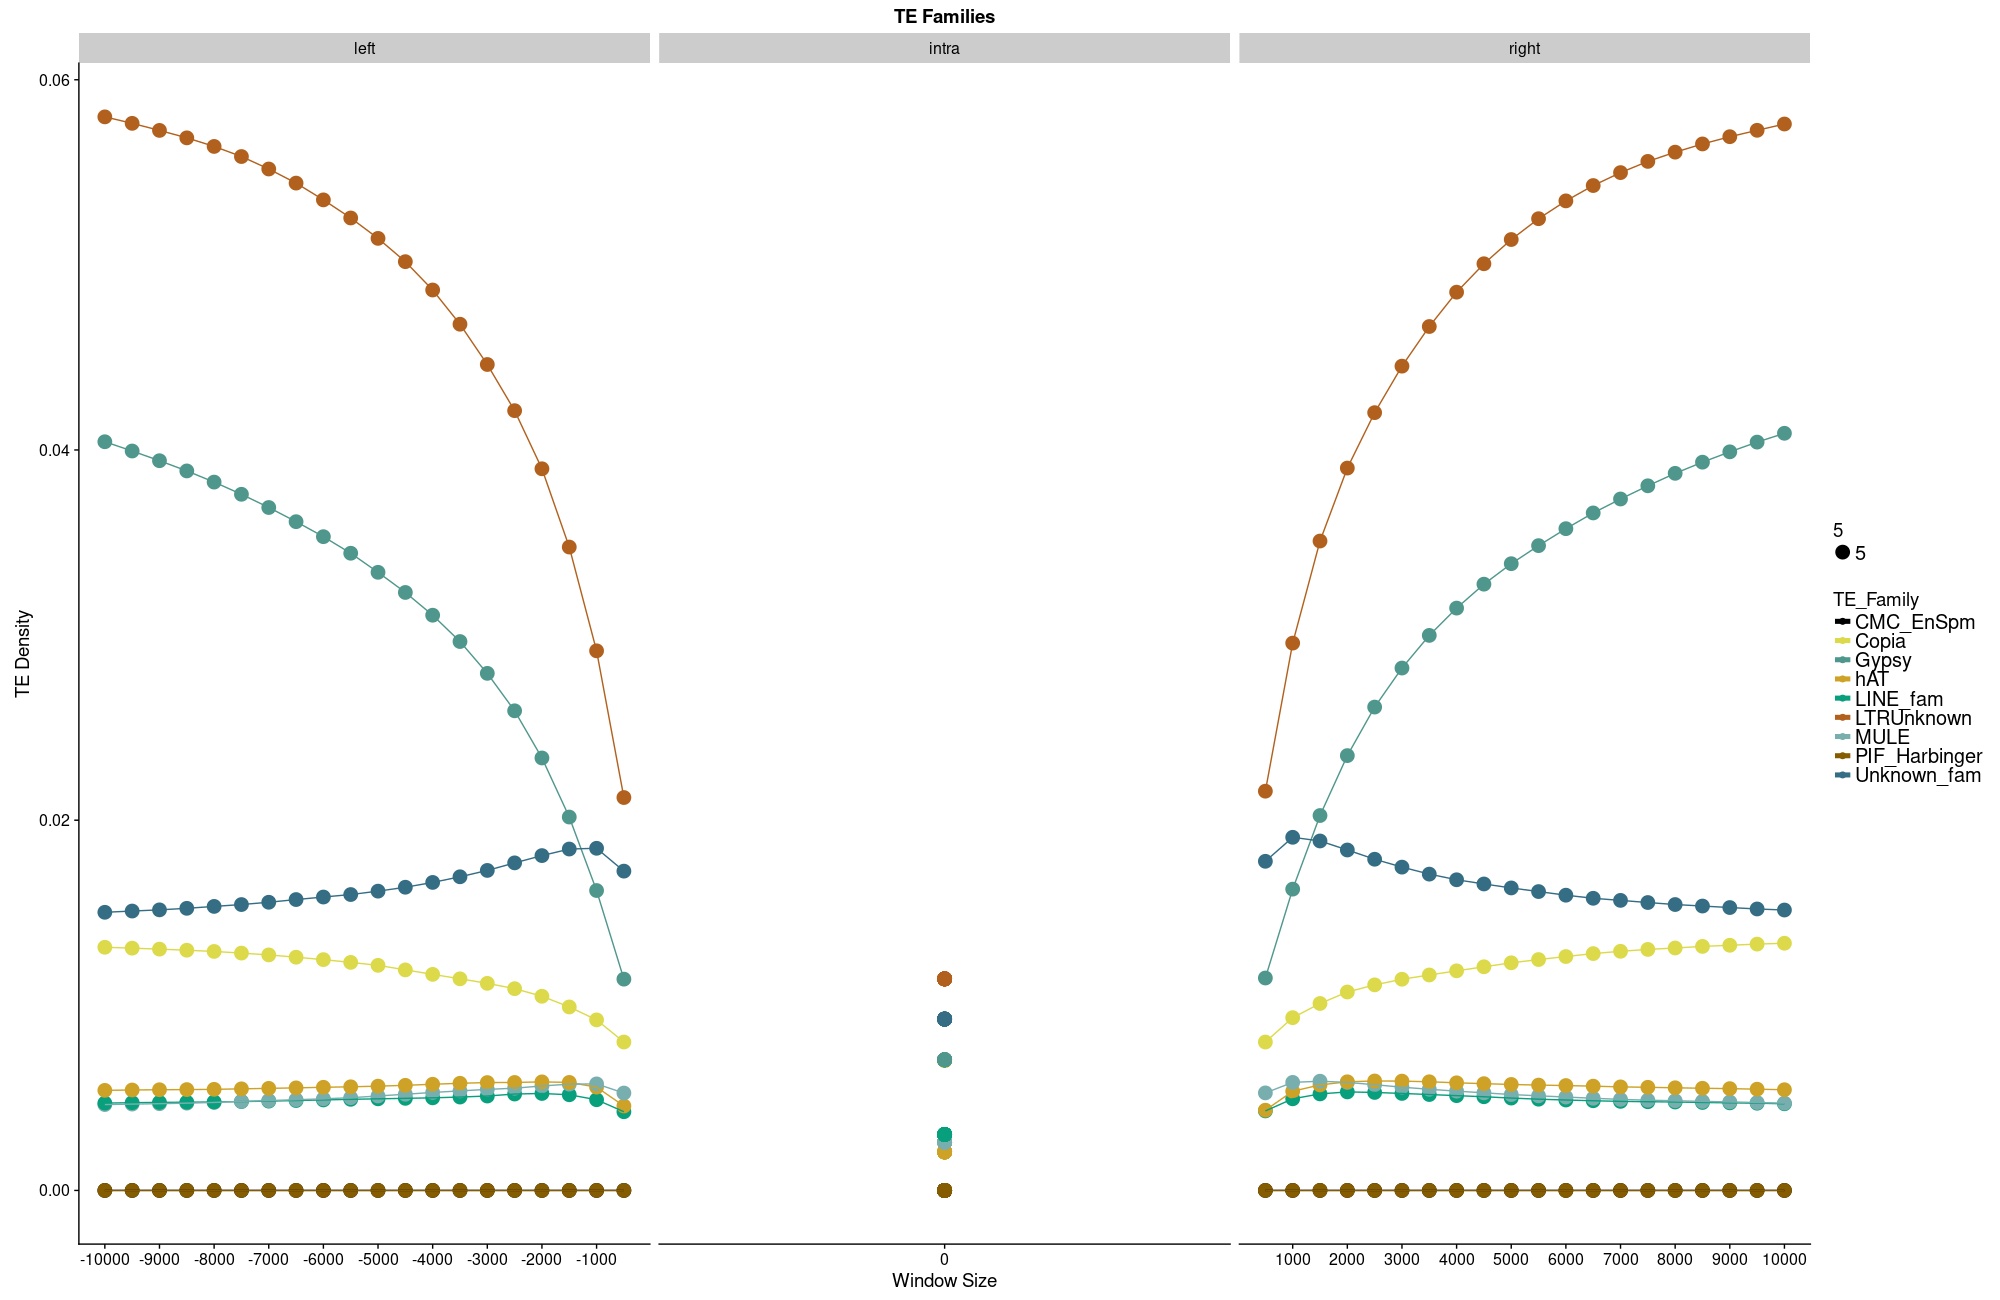 TE Families
left intra right
0.06
0.04
0.02
0.00
TE Density
-10000 -9000 -8000 -7000 -6000 -5000 -4000 -3000 -2000 -1000 0 1000 2000 3000 4000 5000 6000 7000 8000 9000 10000
Window Size
5
5
TE_Family
CMC_EnSpm
Copia
Gypsy
hAT
LINE_fam
LTRUnknown
MULE
PIF_Harbinger
Unknown_fam